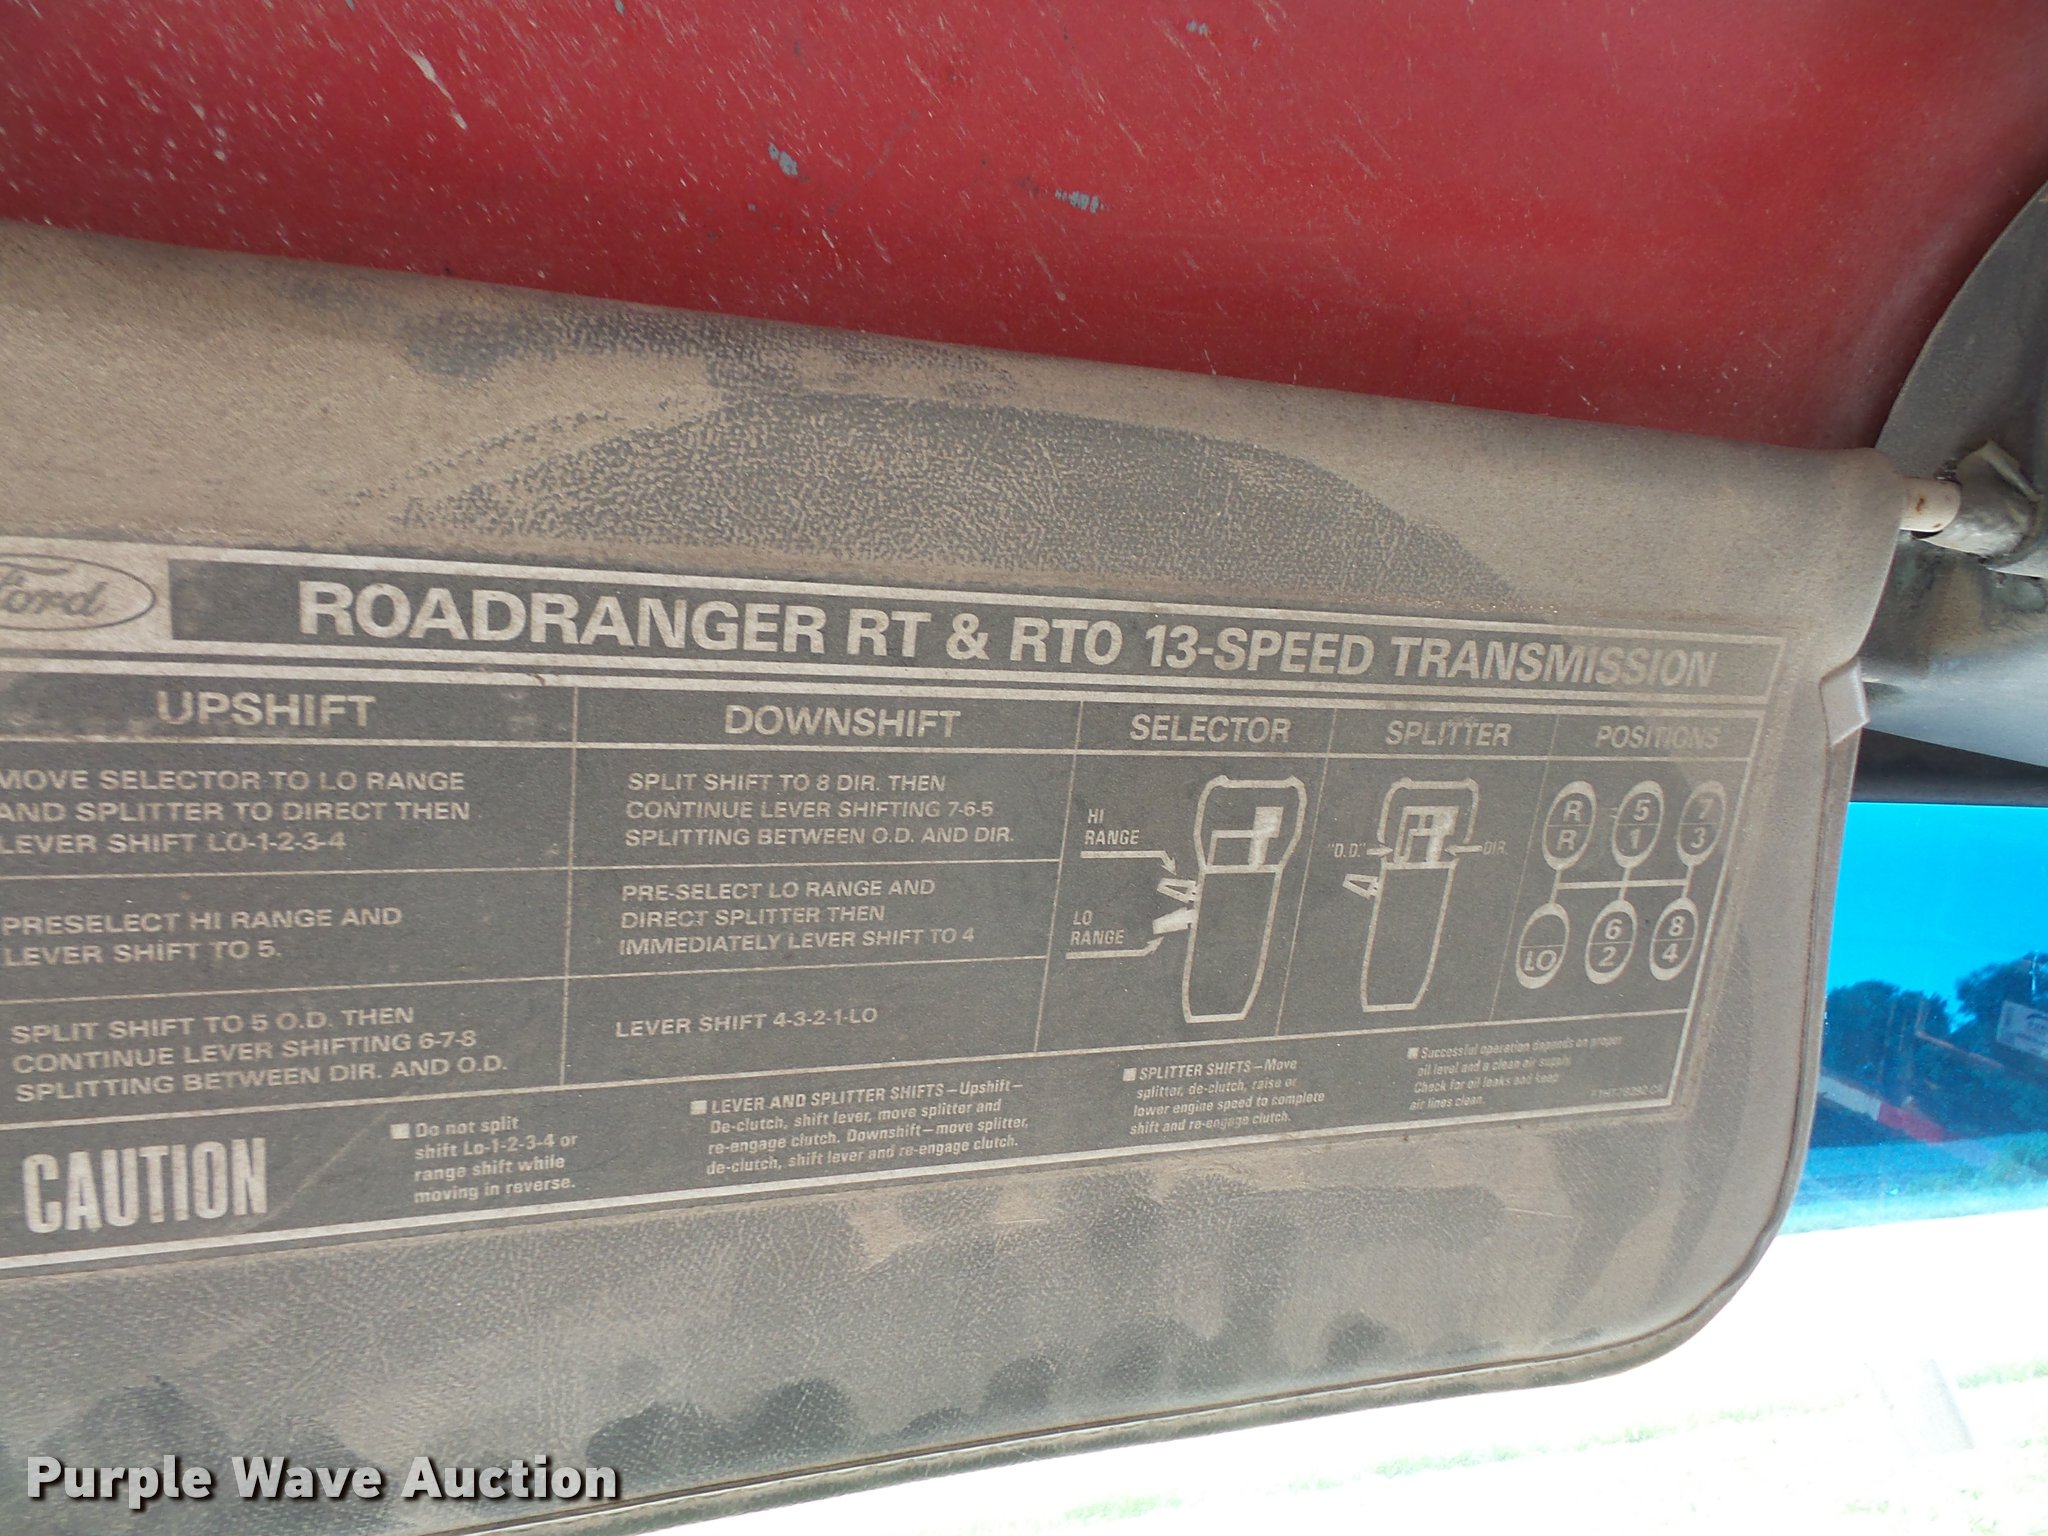 Ford
ROADRANGER RT & RTO 13-SPEED TRANSMISSION
UPSHIFT
MOVE SELECTOR TO LO RANGE
AND SPLITTER TO DIRECT THEN
LEVER SHIFT LO-1-2-3-4
PRESELECT HI RANGE AND
LEVER SHIFT TO 5.
SPLIT SHIFT TO 5 O.D. THEN
CONTINUE LEVER SHIFTING 6-7-8
SPLITTING BETWEEN DIR. AND O.D.
DOWNSHIFT
SPLIT SHIFT TO 8 DIR. THEN
CONTINUE LEVER SHIFTING 7-6-5
SPLITTING BETWEEN O.D. AND DIR.
PRE-SELECT LO RANGE AND
DIRECT SPLITTER THEN
IMMEDIATELY LEVER SHIFT TO 4
LEVER SHIFT 4-3-2-1-LO
SELECTOR
HI
RANGE
LO
RANGE
SPLITTER
"O.D."
DIR.
POSITIONS
R 5 7
R 1 3
6 8
LO 2 4
CAUTION
Do not split
shift Lo-1-2-3-4 or
range shift while
moving in reverse.
LEVER AND SPLITTER SHIFTS–Upshift–
De-clutch, shift lever, move splitter and
re-engage clutch. Downshift–move splitter,
de-clutch, shift lever and re-engage clutch.
SPLITTER SHIFTS–Move
splitter, de-clutch, raise or
lower engine speed to complete
shift and re-engage clutch.
Successful operation depends on proper
oil level and a clean air supply.
Check for oil leaks and keep
air lines clean.
Purple Wave Auction